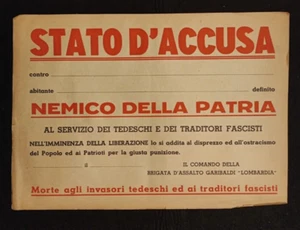 STATO D'ACCUSA
contro
abitante definito
NEMICO DELLA PATRIA
AL SERVIZIO DEI TEDESCHI E DEI TRADITORI FASCISTI
NELL'IMMINENZA DELLA LIBERAZIONE lo si addita al disprezzo ed all'ostracismo
del Popolo ed ai Patrioti per la giusta punizione.
li IL COMANDO DELLA
BRIGATA D'ASSALTO GARIBALDI "LOMBARDIA"
Morte agli invasori tedeschi ed ai traditori fascisti